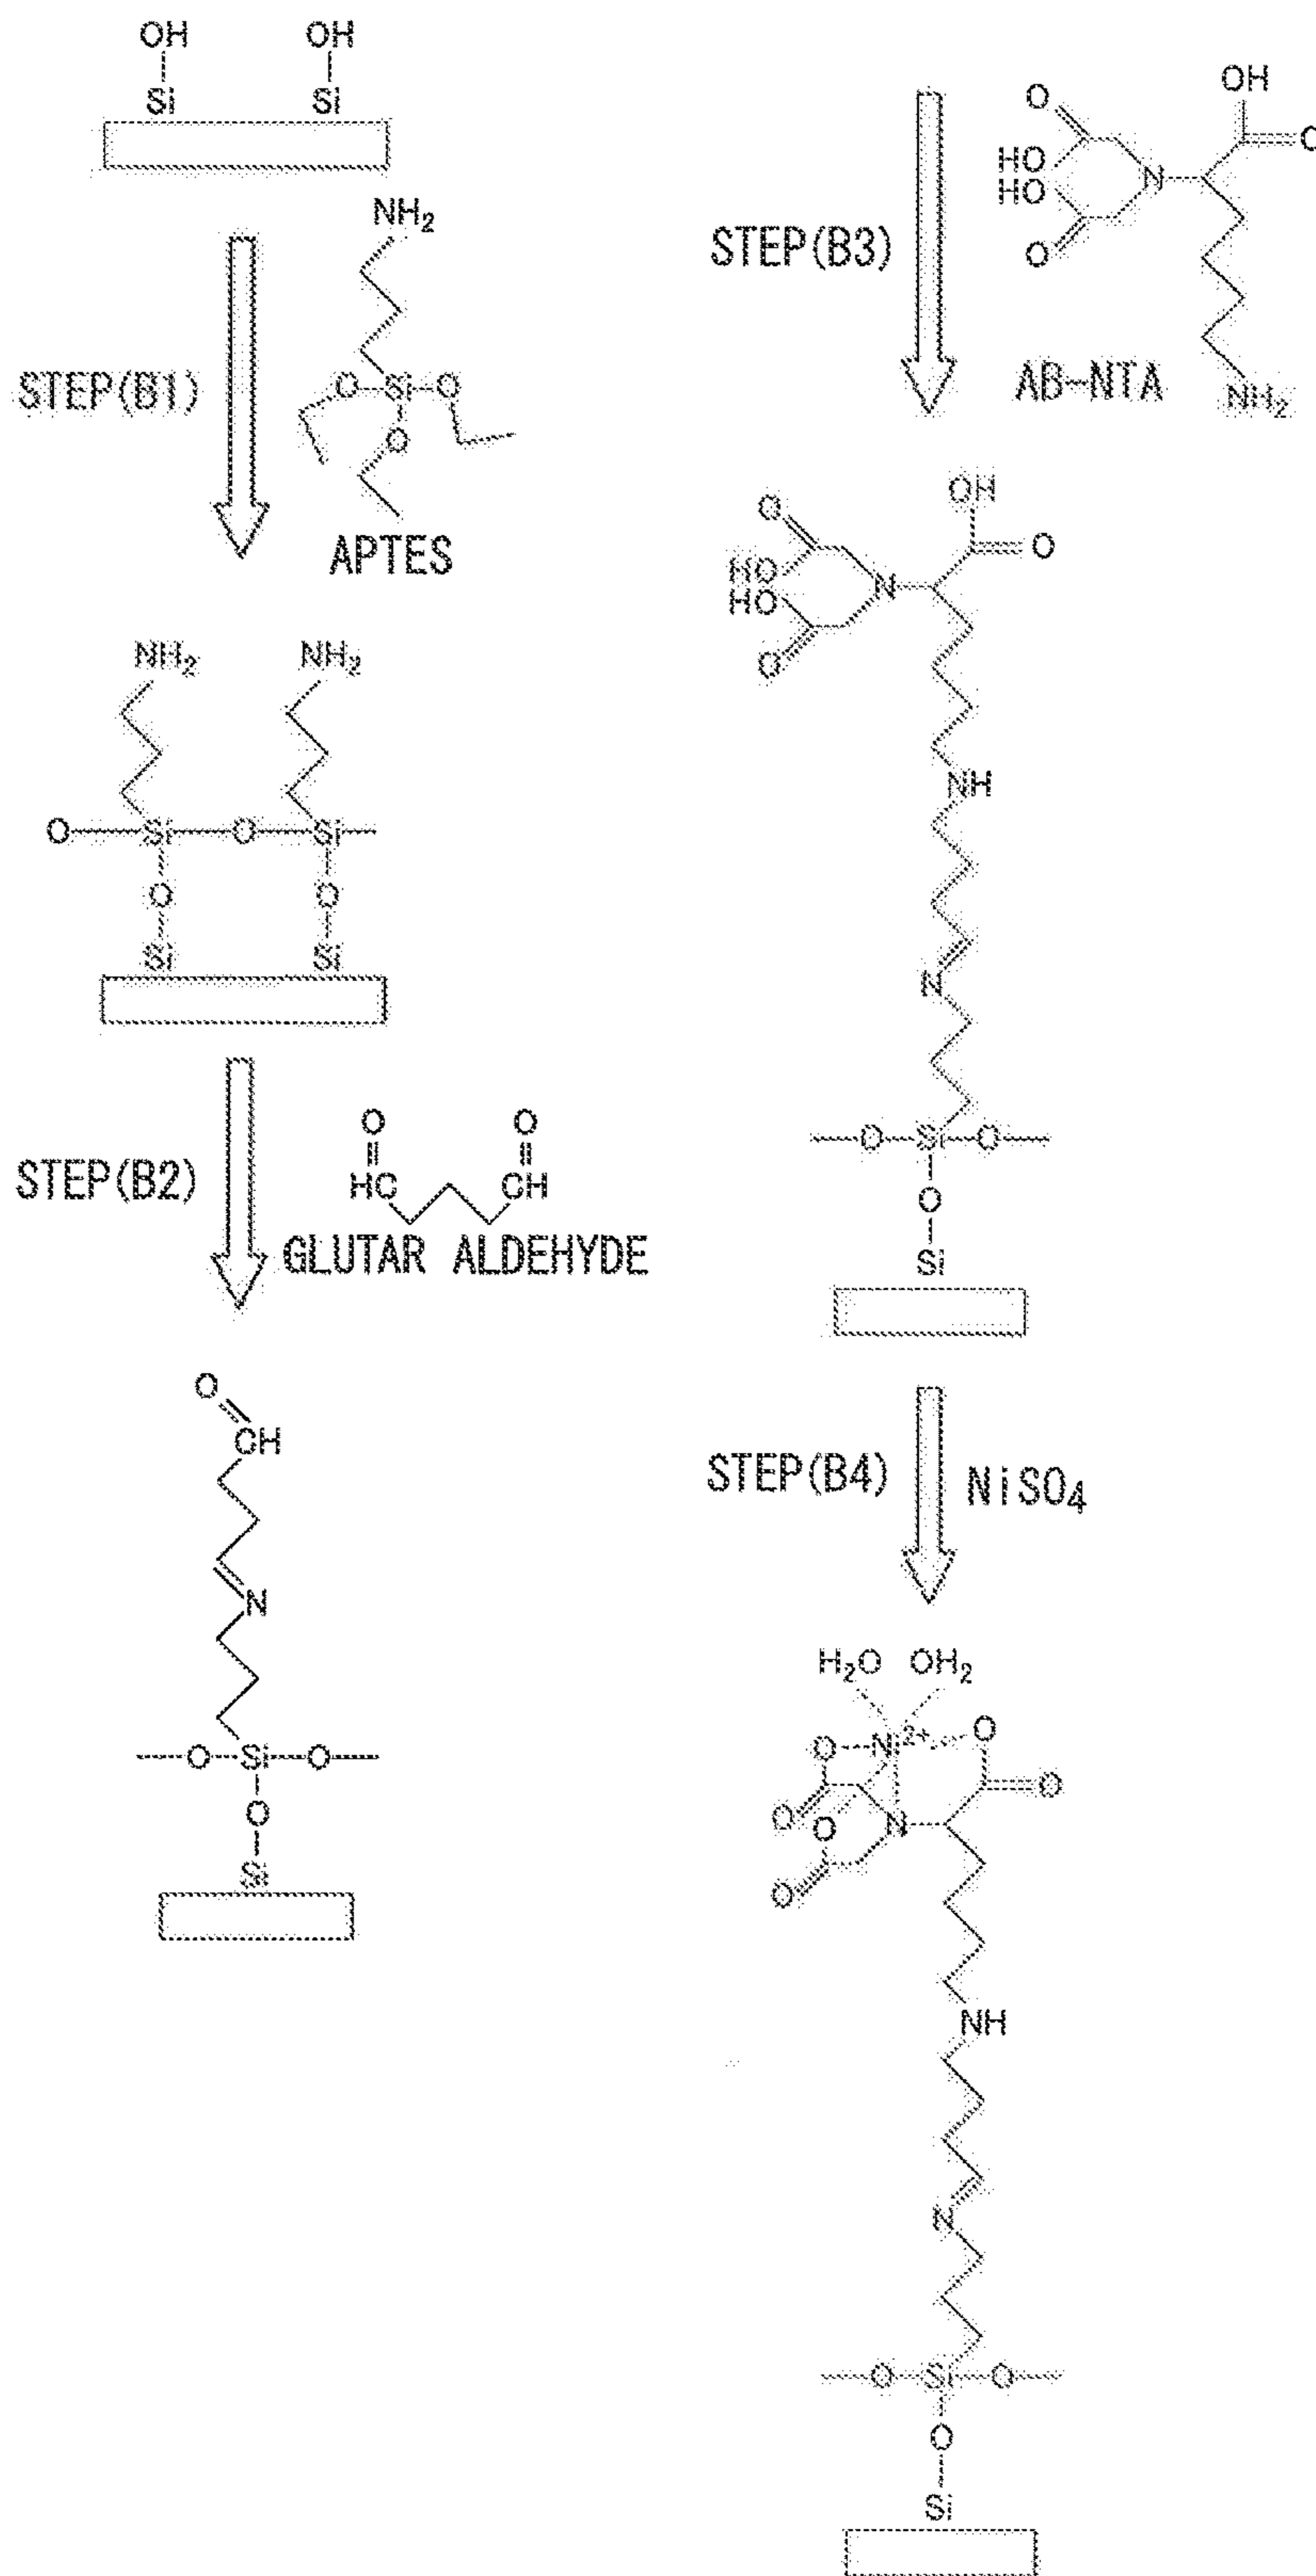 OH OH
Si Si
NH2
STEP(B1)
O Si O
O
APTES
NH2 NH2
O Si O Si
O O
Si Si
O O
HC CH
STEP(B2)
GLUTAR ALDEHYDE
O
CH
N
O Si O
O
Si
OH
O O
HO
HO N
O
STEP(B3)
AB-NTA NH2
OH
O O
HO N
HO
O
NH
N
O Si O
O
Si
STEP(B4) NiSO4
H2O OH2
O Ni2+ O
O O
O N
O
NH
N
O Si O
O
Si